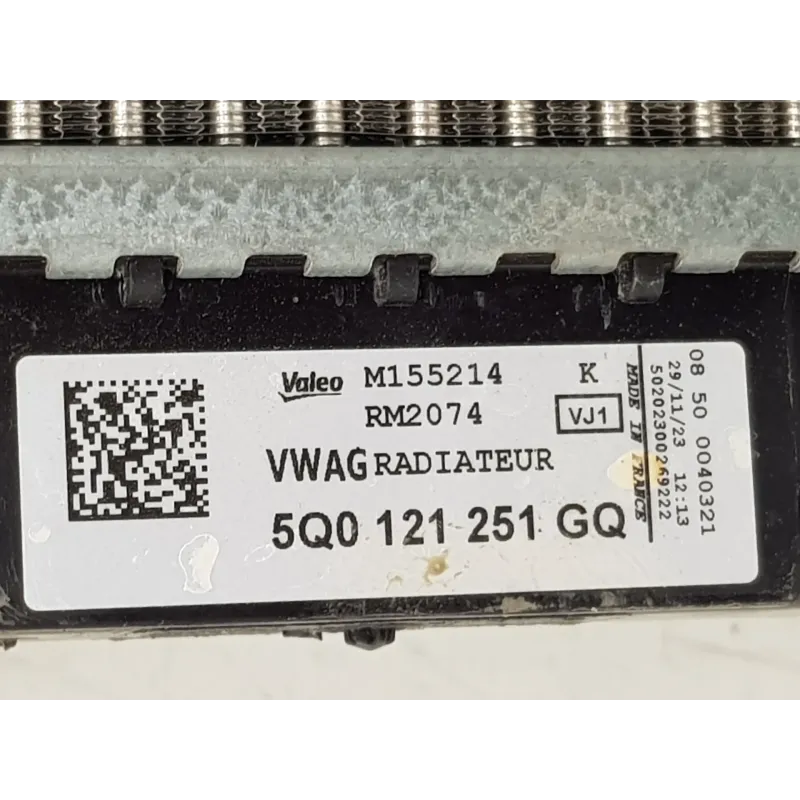 Valeo M155214 K
RM2074 VJ1
VWAG RADIATEUR
5Q0 121 251 GQ
MADE IN FRANCE
50202300269222
29/11/23 12:13
08 50 0040321